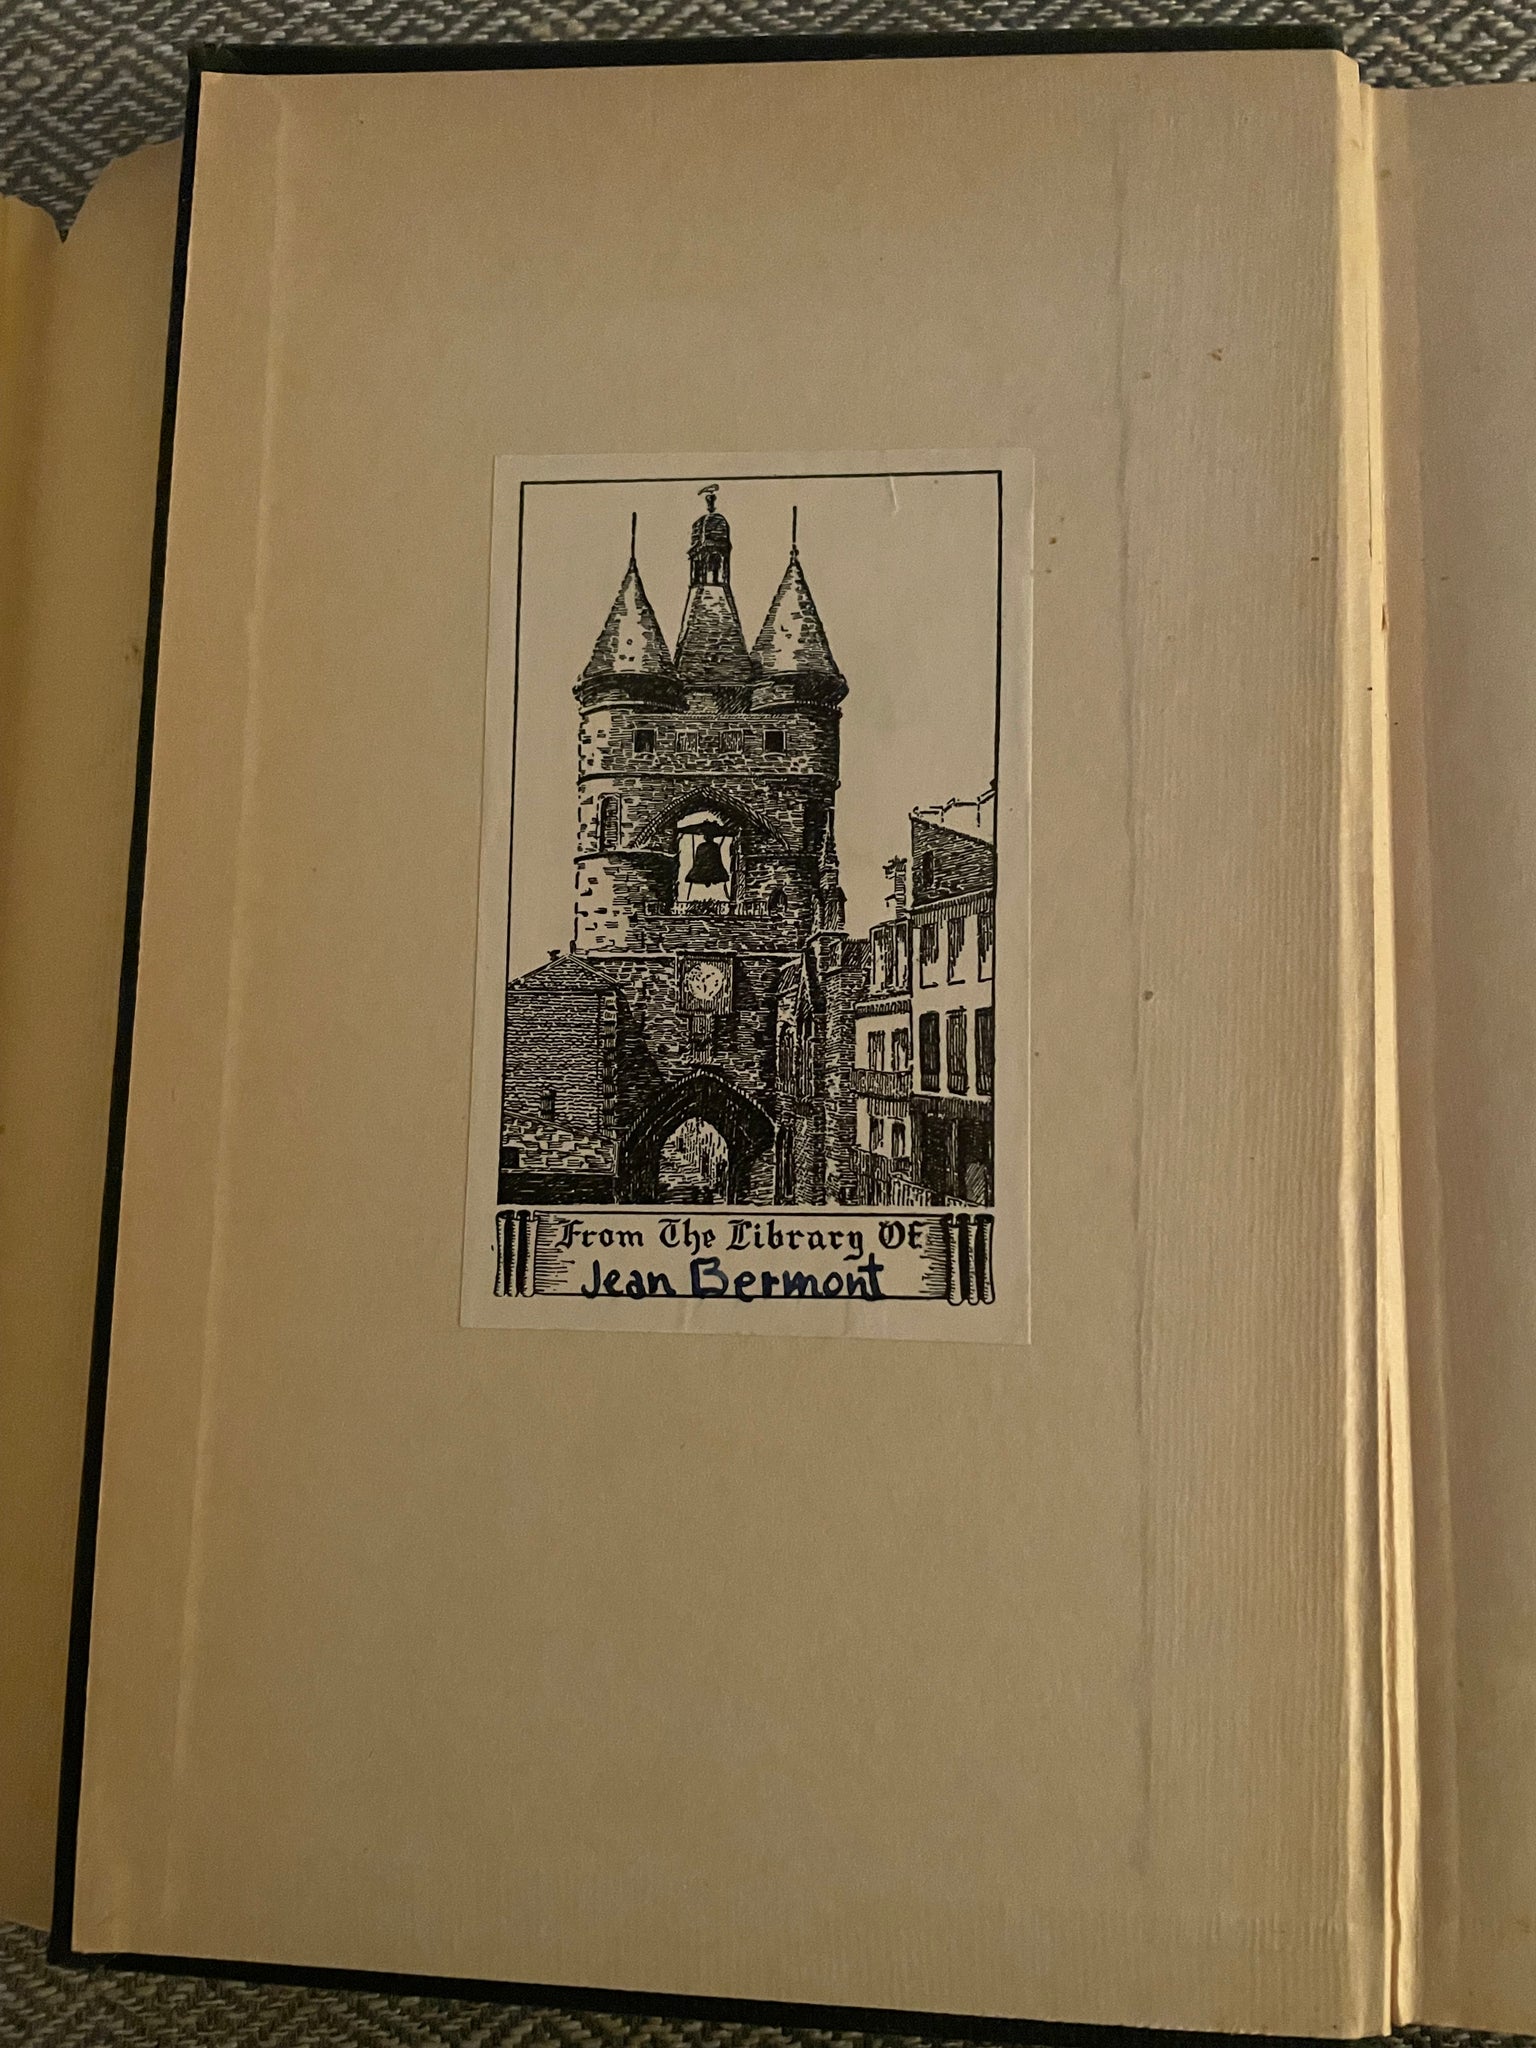 From The Library Of
Jean Bermont